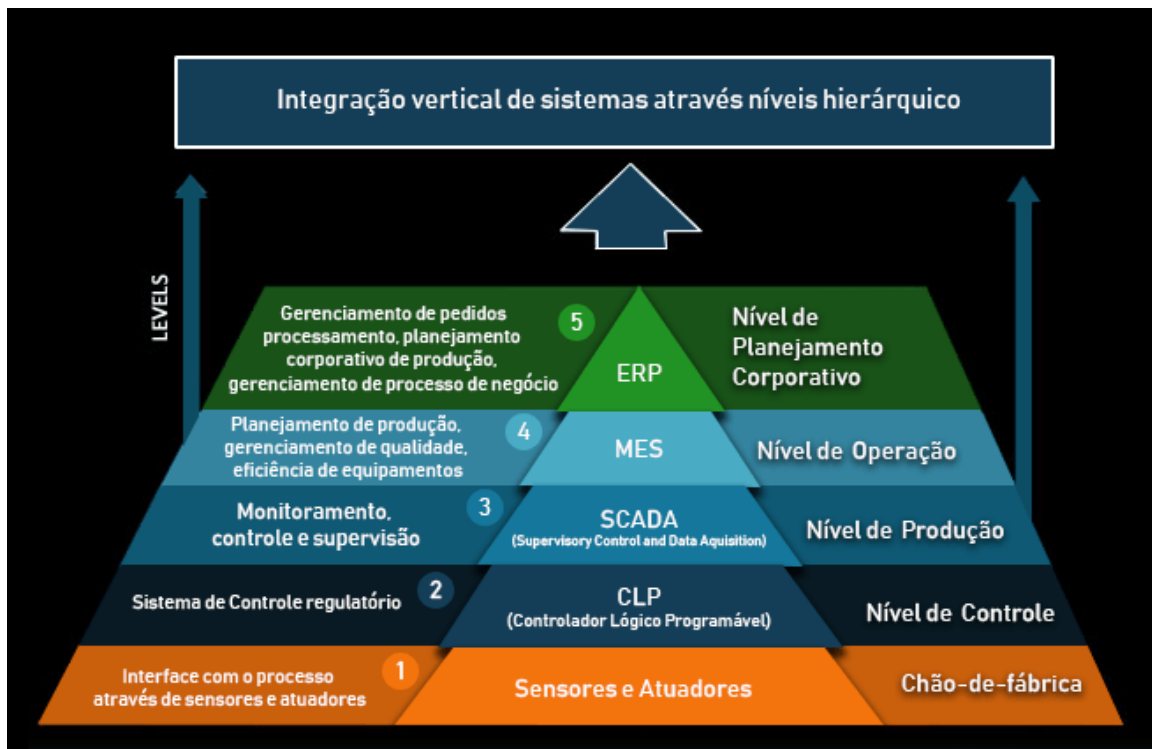 Integração vertical de sistemas através níveis hierárquico
LEVELS
Gerenciamento de pedidos
processamento, planejamento
corporativo de produção,
gerenciamento de processo de negócio
5
ERP
Nível de
Planejamento
Corporativo
Planejamento de produção,
gerenciamento de qualidade,
eficiência de equipamentos
4
MES
Nível de Operação
Monitoramento,
controle e supervisão
3
SCADA
(Supervisory Control and Data Aquisition)
Nível de Produção
Sistema de Controle regulatório
2
CLP
(Controlador Lógico Programável)
Nível de Controle
Interface com o processo
através de sensores e atuadores
1
Sensores e Atuadores
Chão-de-fábrica